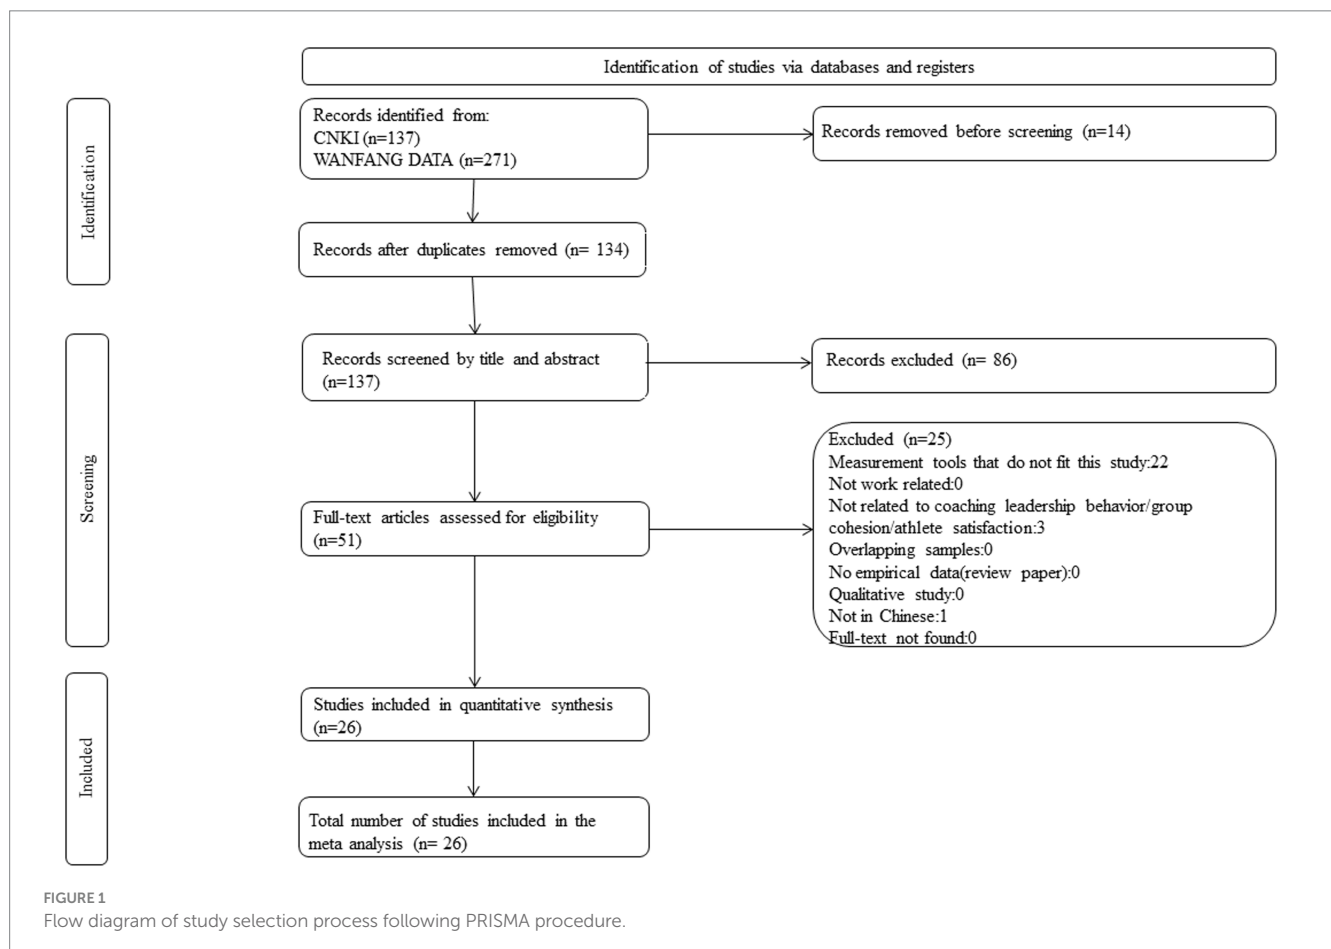 Identification of studies via databases and registers
Identification
Records identified from:
CNKI (n=137)
WANFANG DATA (n=271)
Records removed before screening (n=14)
Records after duplicates removed (n= 134)
Screening
Records screened by title and abstract
(n=137)
Records excluded (n= 86)
Full-text articles assessed for eligibility
(n=51)
Excluded (n=25)
Measurement tools that do not fit this study:22
Not work related:0
Not related to coaching leadership behavior/group
cohesion/athlete satisfaction:3
Overlapping samples:0
No empirical data(review paper):0
Qualitative study:0
Not in Chinese:1
Full-text not found:0
Included
Studies included in quantitative synthesis
(n=26)
Total number of studies included in the
meta analysis (n= 26)
FIGURE 1
Flow diagram of study selection process following PRISMA procedure.